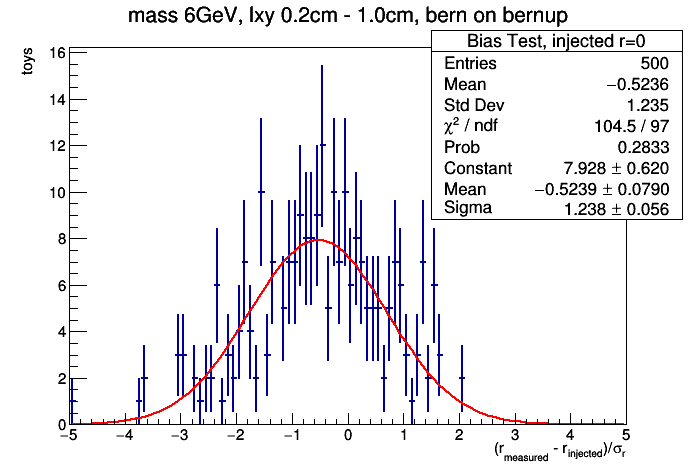 mass 6GeV, lxy 0.2cm - 1.0cm, bern on bernup
toys
Bias Test, injected r=0
Entries 500
Mean −0.5236
Std Dev 1.235
χ² / ndf 104.5 / 97
Prob 0.2833
Constant 7.928 ± 0.620
Mean −0.5239 ± 0.0790
Sigma 1.238 ± 0.056
16
14
12
10
8
6
4
2
0
−5 −4 −3 −2 −1 0 1 2 3 4 5
(r_measured - r_injected)/σ_r